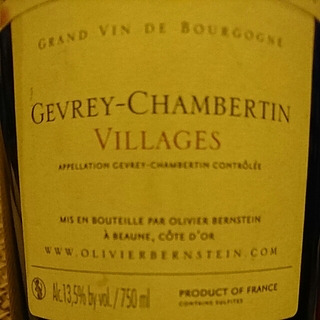 GRAND VIN DE BOURGOGNE
GEVREY-CHAMBERTIN
VILLAGES
APPELLATION GEVREY-CHAMBERTIN CONTRÔLÉE
MIS EN BOUTEILLE PAR OLIVIER BERNSTEIN
À BEAUNE, CÔTE D'OR
WWW.OLIVIERBERNSTEIN.COM
Alc.13,5% by vol. / 750 ml
PRODUCT OF FRANCE
CONTAINS SULFITES